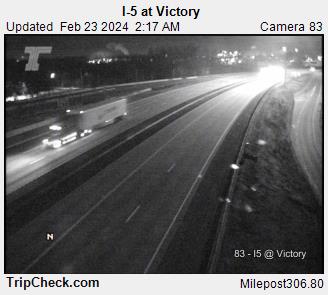 I-5 at Victory
Updated  Feb 23 2024  2:17 AM
Camera 83
T
N
83 - I5 @ Victory
TripCheck.com
Milepost306.80